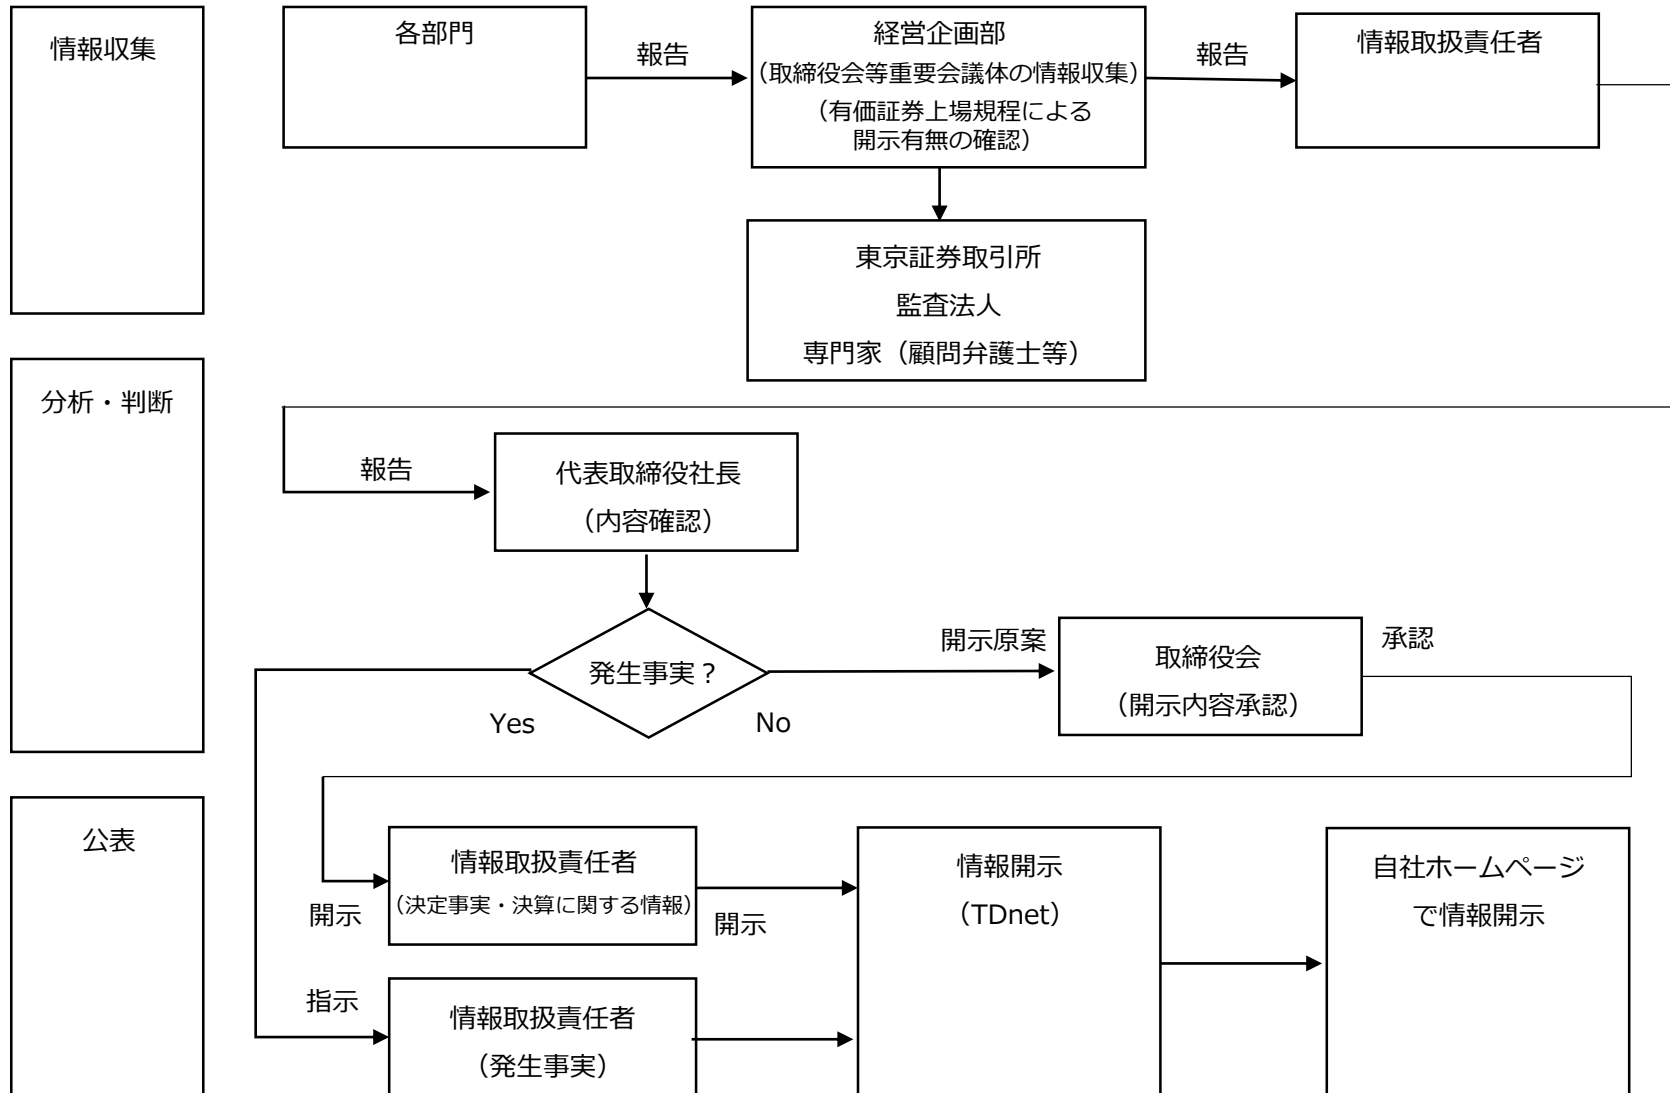 情報収集
各部門
報告
経営企画部
（取締役会等重要会議体の情報収集）
（有価証券上場規程による
開示有無の確認）
報告
情報取扱責任者
東京証券取引所
監査法人
専門家（顧問弁護士等）
分析・判断
報告
代表取締役社長
（内容確認）
発生事実？
Yes
No
開示原案
取締役会
（開示内容承認）
承認
公表
開示
情報取扱責任者
（決定事実・決算に関する情報）
開示
情報開示
（TDnet）
自社ホームページ
で情報開示
指示
情報取扱責任者
（発生事実）